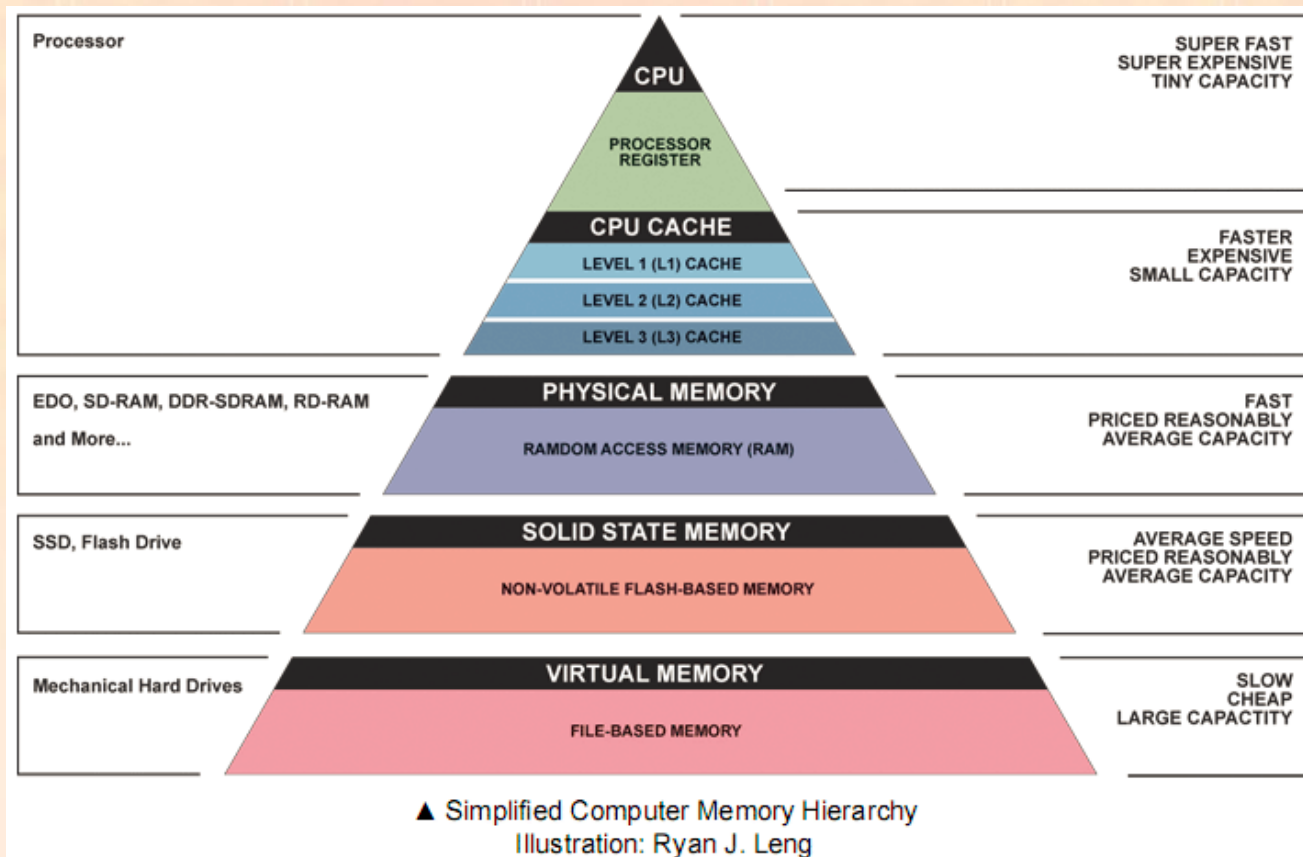 Processor
CPU
SUPER FAST
SUPER EXPENSIVE
TINY CAPACITY
PROCESSOR
REGISTER
CPU CACHE
LEVEL 1 (L1) CACHE
LEVEL 2 (L2) CACHE
LEVEL 3 (L3) CACHE
FASTER
EXPENSIVE
SMALL CAPACITY
EDO, SD-RAM, DDR-SDRAM, RD-RAM
and More...
PHYSICAL MEMORY
RAMDOM ACCESS MEMORY (RAM)
FAST
PRICED REASONABLY
AVERAGE CAPACITY
SSD, Flash Drive
SOLID STATE MEMORY
NON-VOLATILE FLASH-BASED MEMORY
AVERAGE SPEED
PRICED REASONABLY
AVERAGE CAPACITY
Mechanical Hard Drives
VIRTUAL MEMORY
FILE-BASED MEMORY
SLOW
CHEAP
LARGE CAPACTITY
▲ Simplified Computer Memory Hierarchy
Illustration: Ryan J. Leng